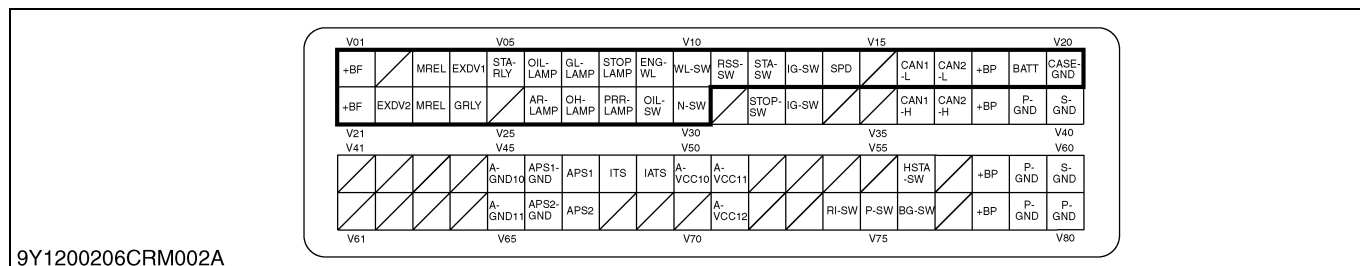 V01 V05 V10 V15 V20
+BF MREL EXDV1 STA-RLY OIL-LAMP GL-LAMP STOP LAMP ENG-WL WL-SW RSS-SW STA-SW IG-SW SPD CAN1-L CAN2-L +BP BATT CASE-GND
+BF EXDV2 MREL GRLY AR-LAMP OH-LAMP PRR-LAMP OIL-SW N-SW STOP-SW IG-SW CAN1-H CAN2-H +BP P-GND S-GND
V21 V25 V30 V35 V40
V41 V45 V50 V55 V60
A-GND10 APS1-GND APS1 ITS IATS A-VCC10 A-VCC11 HSTA-SW +BP P-GND S-GND
A-GND11 APS2-GND APS2 A-VCC12 RI-SW P-SW BG-SW +BP P-GND P-GND
V61 V65 V70 V75 V80
9Y1200206CRM002A